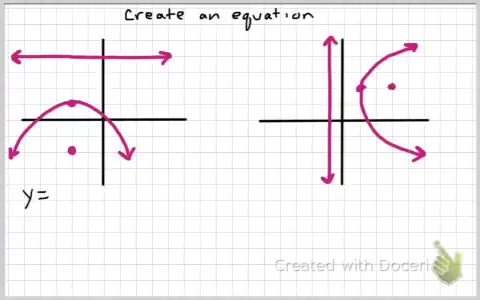 Create an equation
y=
Created with Doceri